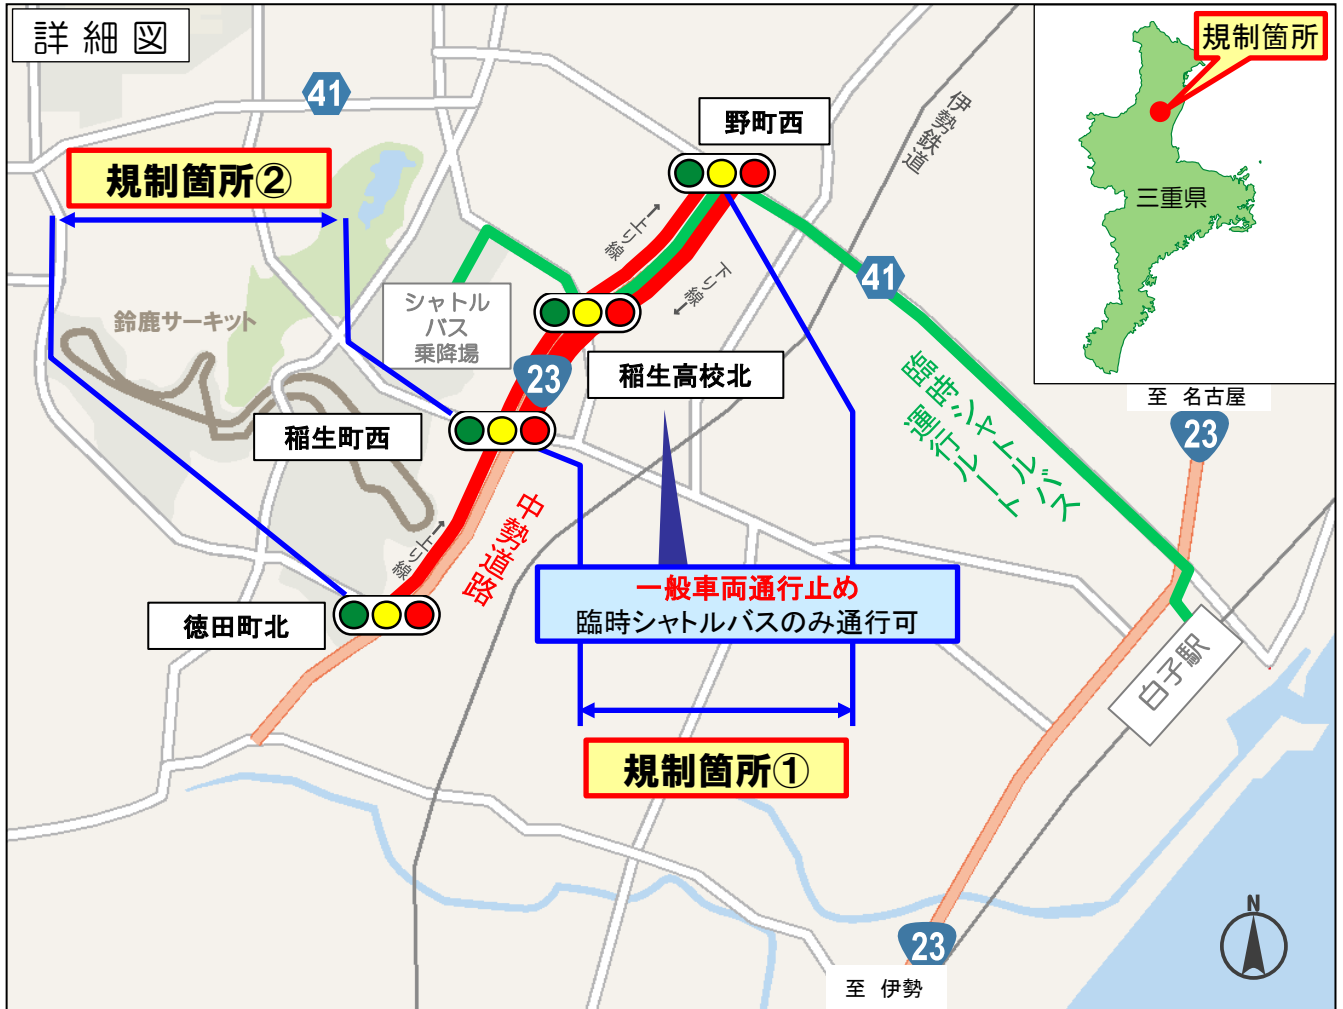 詳細図
規制箇所
三重県
41
野町西
伊勢鉄道
規制箇所②
↑上り線
下り線→
41
シャトル
バス
乗降場
鈴鹿サーキット
23
稲生高校北
臨時シャトルバス
運行ルート
至 名古屋
23
稲生町西
中勢道路
↑上り線
一般車両通行止め
臨時シャトルバスのみ通行可
徳田町北
白子駅
規制箇所①
N
23
至 伊勢